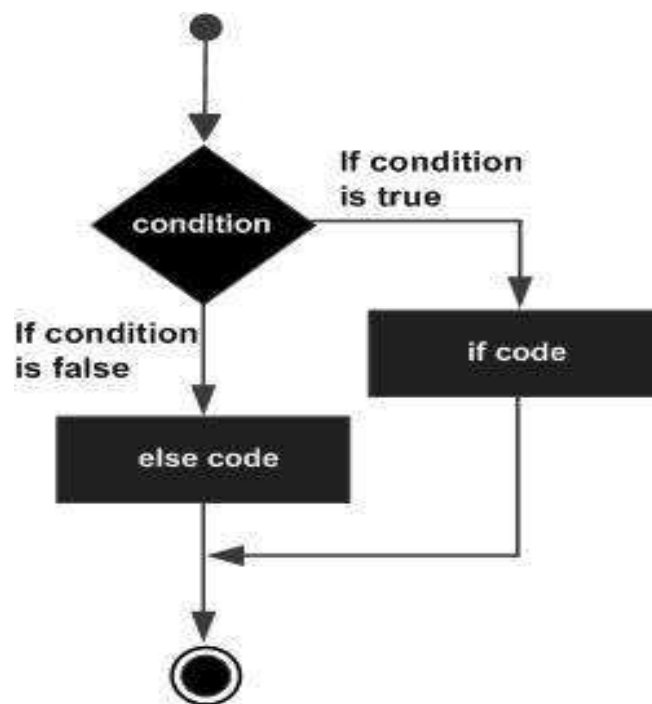 If condition
is true
condition
If condition
is false
if code
else code